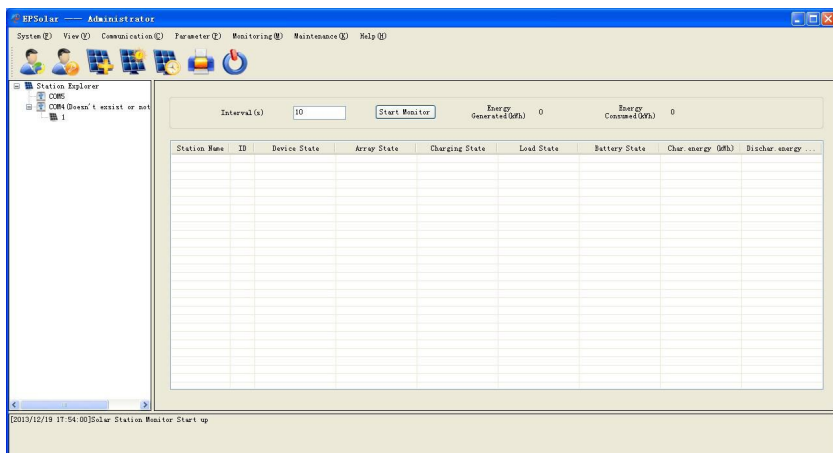 EPSolar —— Administrator
System(F) View(V) Communication(C) Parameter(P) Monitoring(M) Maintenance(X) Help(H)
Station Explorer
COM5
COM4(Doesn't exsist or not
1
Interval(s) 10 Start Monitor Energy Generated(kWh) 0 Energy Consumed(kWh) 0
Station Name ID Device State Array State Charging State Load State Battery State Char.energy (kWh) Dischar.energy ...
[2013/12/19 17:54:00]Solar Station Monitor Start up